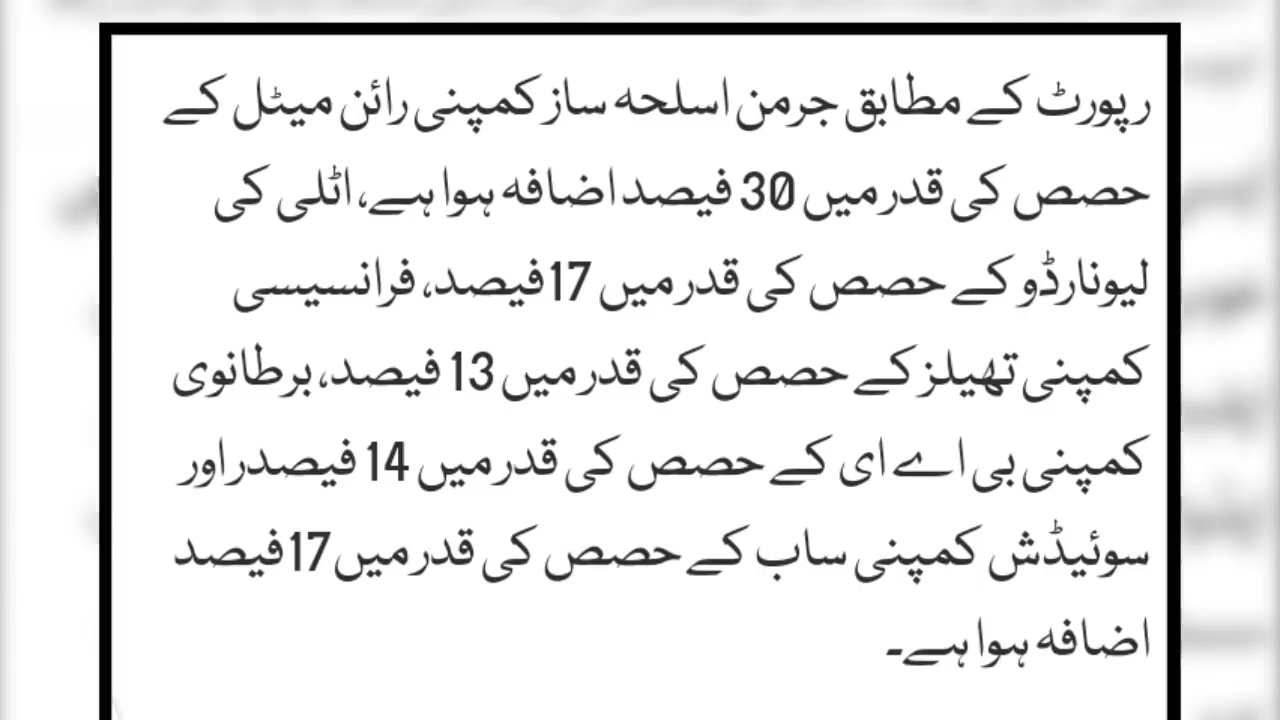 رپورٹ کے مطابق جرمن اسلحہ ساز کمپنی رائن میٹل کے
حصص کی قدر میں 30 فیصد اضافہ ہوا ہے، اٹلی کی
لیونارڈو کے حصص کی قدر میں 17 فیصد، فرانسیسی
کمپنی تھیلز کے حصص کی قدر میں 13 فیصد، برطانوی
کمپنی بی اے ای کے حصص کی قدر میں 14 فیصدر اور
سوئیڈش کمپنی ساب کے حصص کی قدر میں 17 فیصد
اضافہ ہوا ہے۔